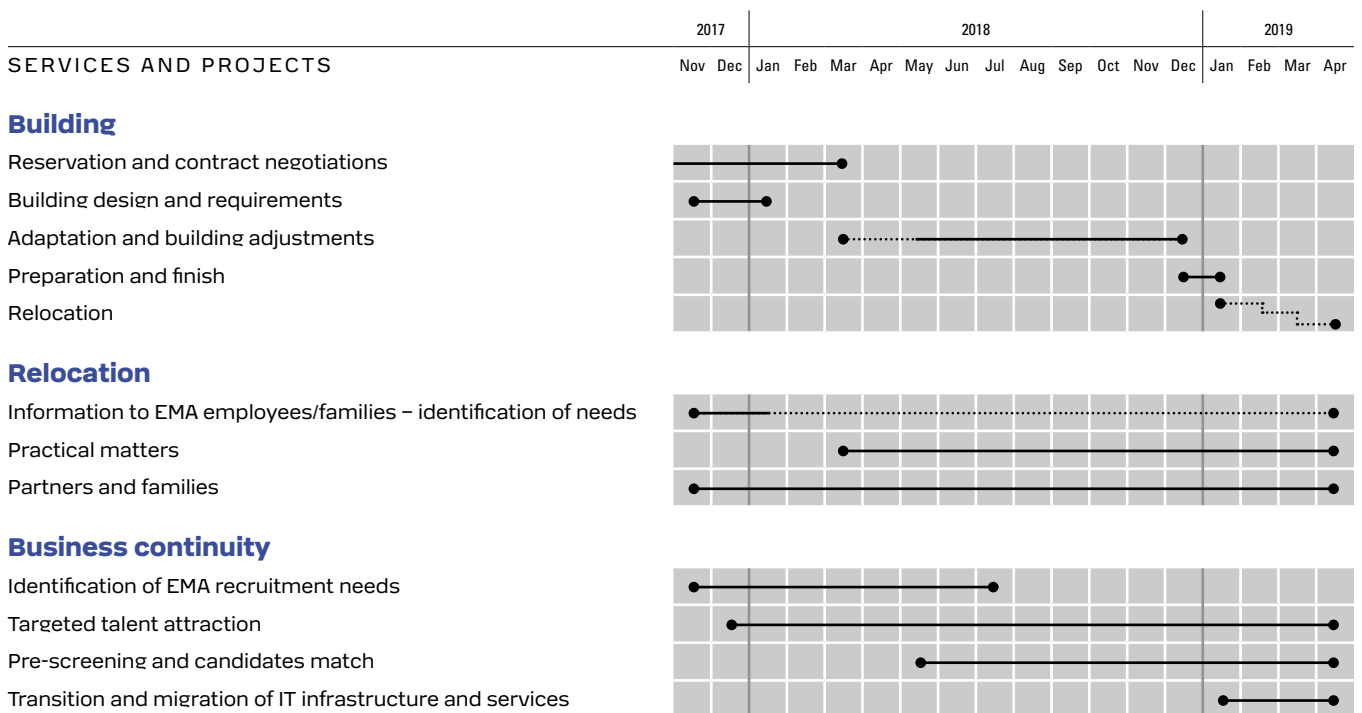 2017 2018 2019
SERVICES AND PROJECTS Nov Dec Jan Feb Mar Apr May Jun Jul Aug Sep Oct Nov Dec Jan Feb Mar Apr
Building
Reservation and contract negotiations
Building design and requirements
Adaptation and building adjustments
Preparation and finish
Relocation
Relocation
Information to EMA employees/families – identification of needs
Practical matters
Partners and families
Business continuity
Identification of EMA recruitment needs
Targeted talent attraction
Pre-screening and candidates match
Transition and migration of IT infrastructure and services